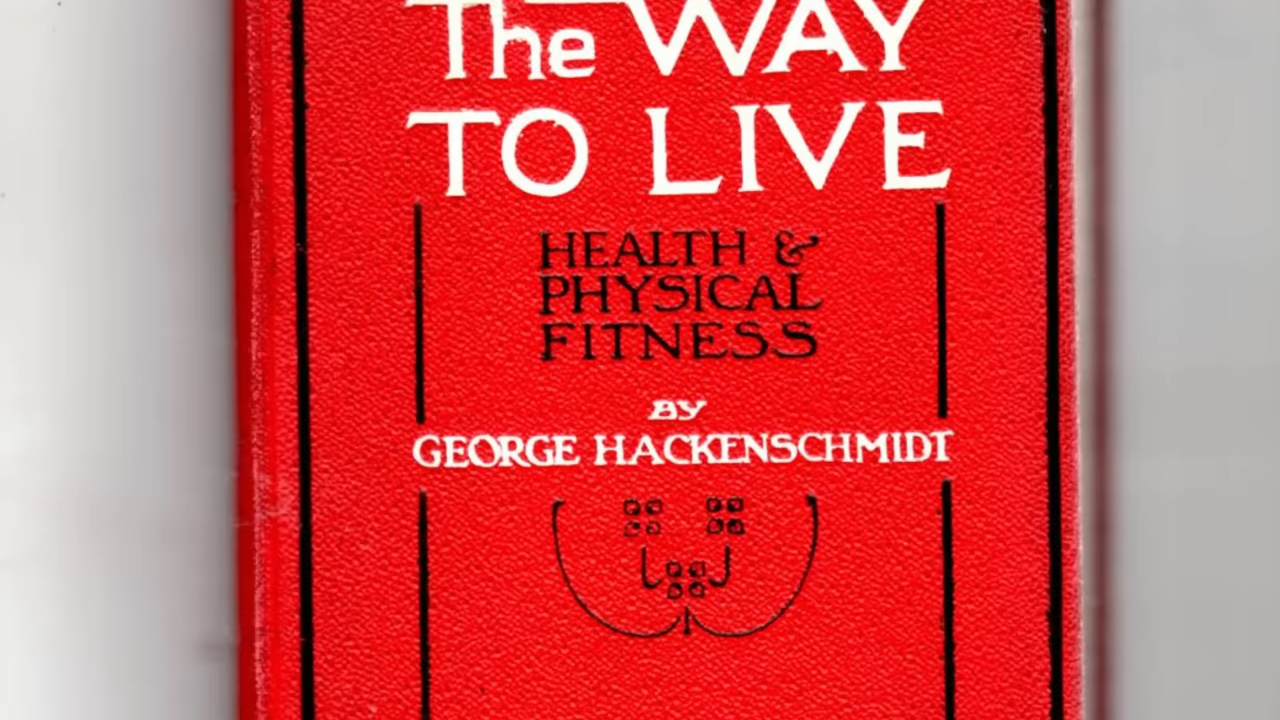 The WAY
TO LIVE
HEALTH &
PHYSICAL
FITNESS
BY
GEORGE HACKENSCHMIDT